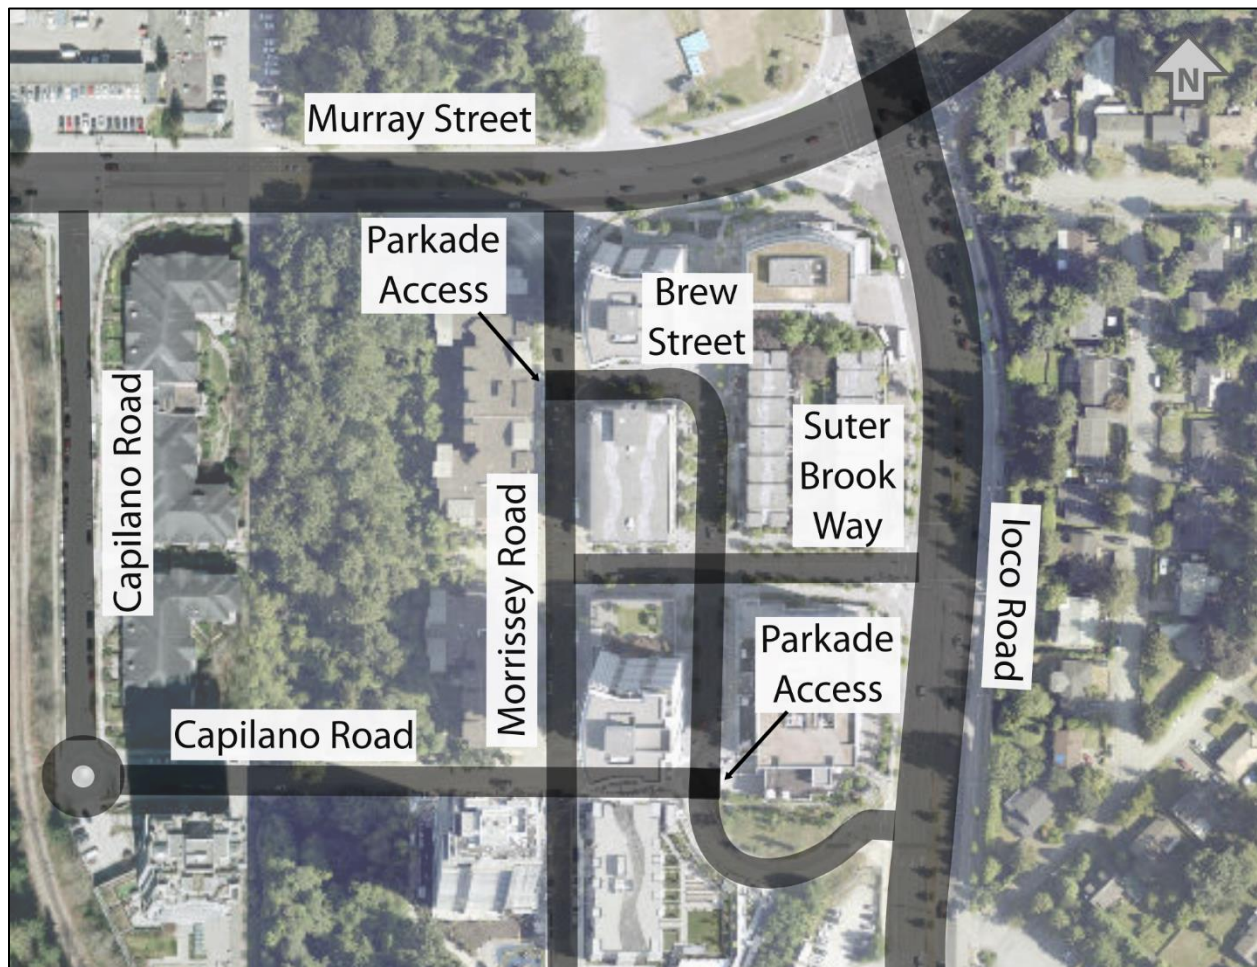 Murray Street
N
Parkade
Access
Brew
Street
Capilano Road
Suter
Brook
Way
Morrissey Road
Ioco Road
Parkade
Access
Capilano Road